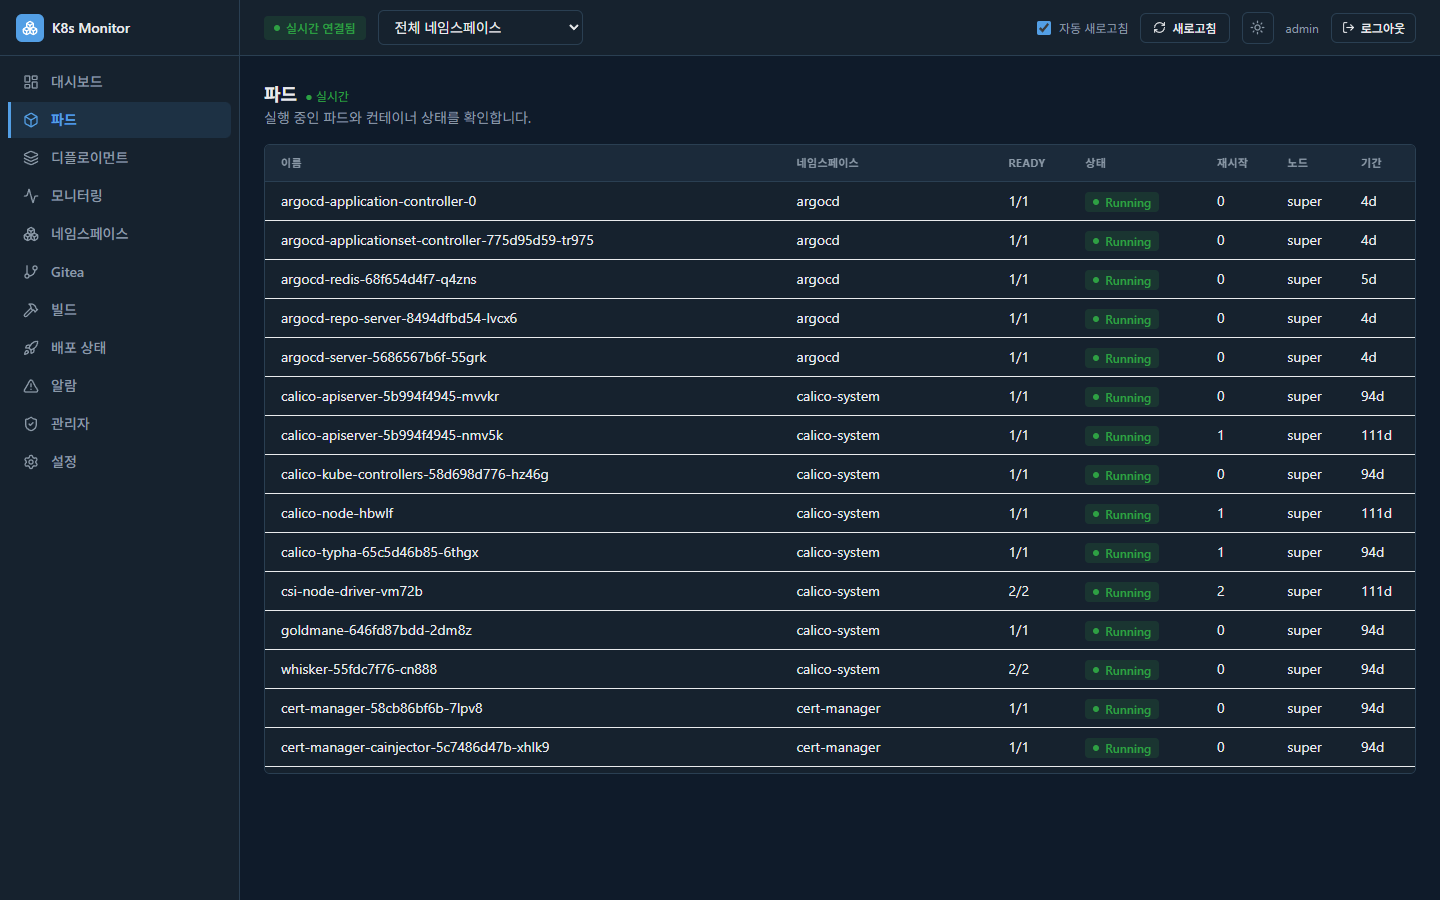 K8s Monitor
실시간 연결됨
전체 네임스페이스
자동 새로고침
새로고침
admin
로그아웃
대시보드
파드
디플로이먼트
모니터링
네임스페이스
Gitea
빌드
배포 상태
알람
관리자
설정
파드 실시간
실행 중인 파드와 컨테이너 상태를 확인합니다.
이름 네임스페이스 READY 상태 재시작 노드 기간
argocd-application-controller-0 argocd 1/1 Running 0 super 4d
argocd-applicationset-controller-775d95d59-tr975 argocd 1/1 Running 0 super 4d
argocd-redis-68f654d4f7-q4zns argocd 1/1 Running 0 super 5d
argocd-repo-server-8494dfbd54-lvcx6 argocd 1/1 Running 0 super 4d
argocd-server-5686567b6f-55grk argocd 1/1 Running 0 super 4d
calico-apiserver-5b994f4945-mvvkr calico-system 1/1 Running 0 super 94d
calico-apiserver-5b994f4945-nmv5k calico-system 1/1 Running 1 super 111d
calico-kube-controllers-58d698d776-hz46g calico-system 1/1 Running 0 super 94d
calico-node-hbwlf calico-system 1/1 Running 1 super 111d
calico-typha-65c5d46b85-6thgx calico-system 1/1 Running 1 super 94d
csi-node-driver-vm72b calico-system 2/2 Running 2 super 111d
goldmane-646fd87bdd-2dm8z calico-system 1/1 Running 0 super 94d
whisker-55fdc7f76-cn888 calico-system 2/2 Running 0 super 94d
cert-manager-58cb86bf6b-7lpv8 cert-manager 1/1 Running 0 super 94d
cert-manager-cainjector-5c7486d47b-xhlk9 cert-manager 1/1 Running 0 super 94d